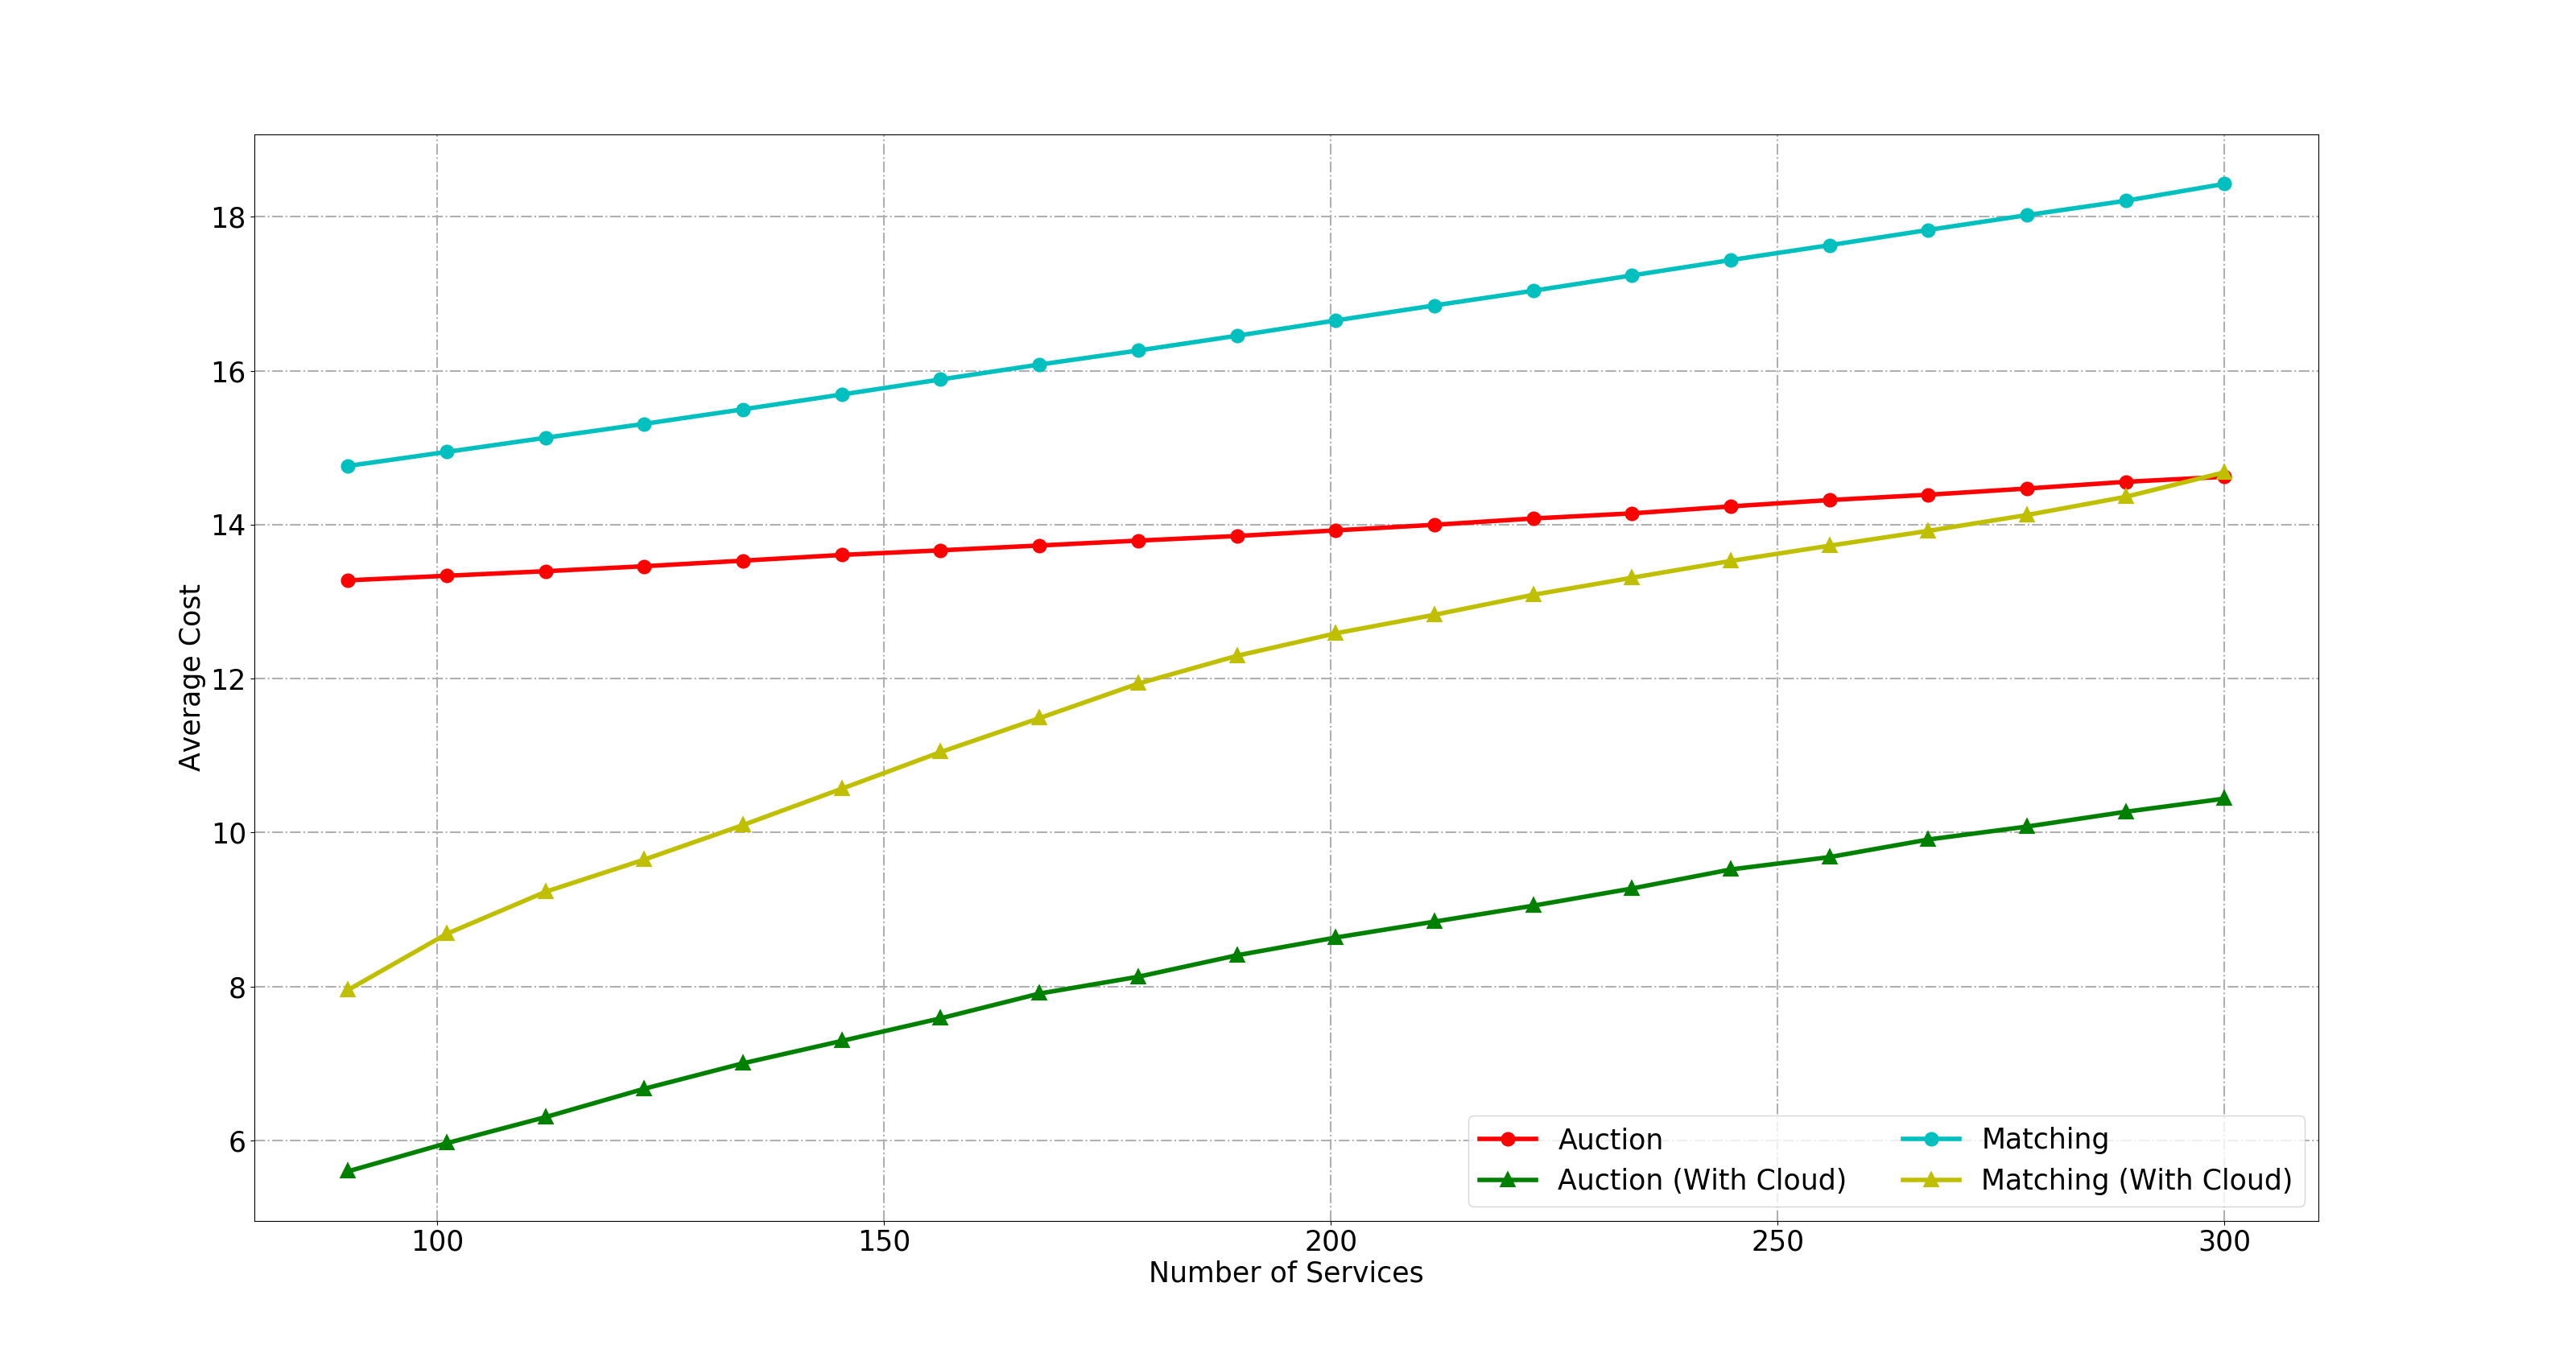 18
16
14
12
10
8
6
Average Cost
100 150 200 250 300
Number of Services
Auction Matching
Auction (With Cloud) Matching (With Cloud)